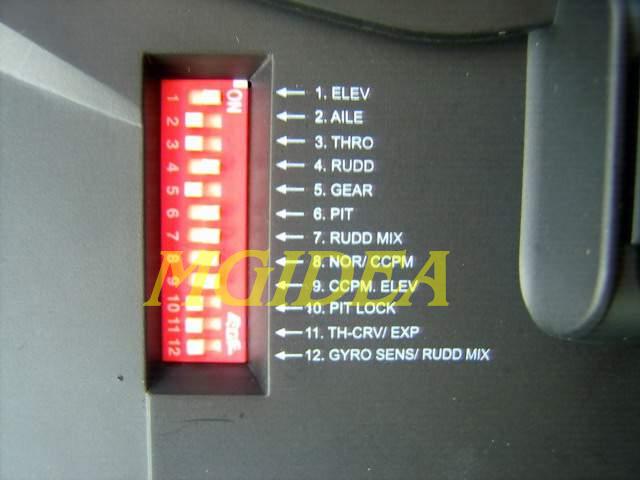 ON
1
2
3
4
5
6
7
8
9
10
11
12
← 1. ELEV
← 2. AILE
← 3. THRO
← 4. RUDD
← 5. GEAR
← 6. PIT
← 7. RUDD MIX
← 8. NOR/ CCPM
← 9. CCPM. ELEV
← 10. PIT LOCK
← 11. TH-CRV/ EXP
← 12. GYRO SENS/ RUDD MIX
MGIDEA